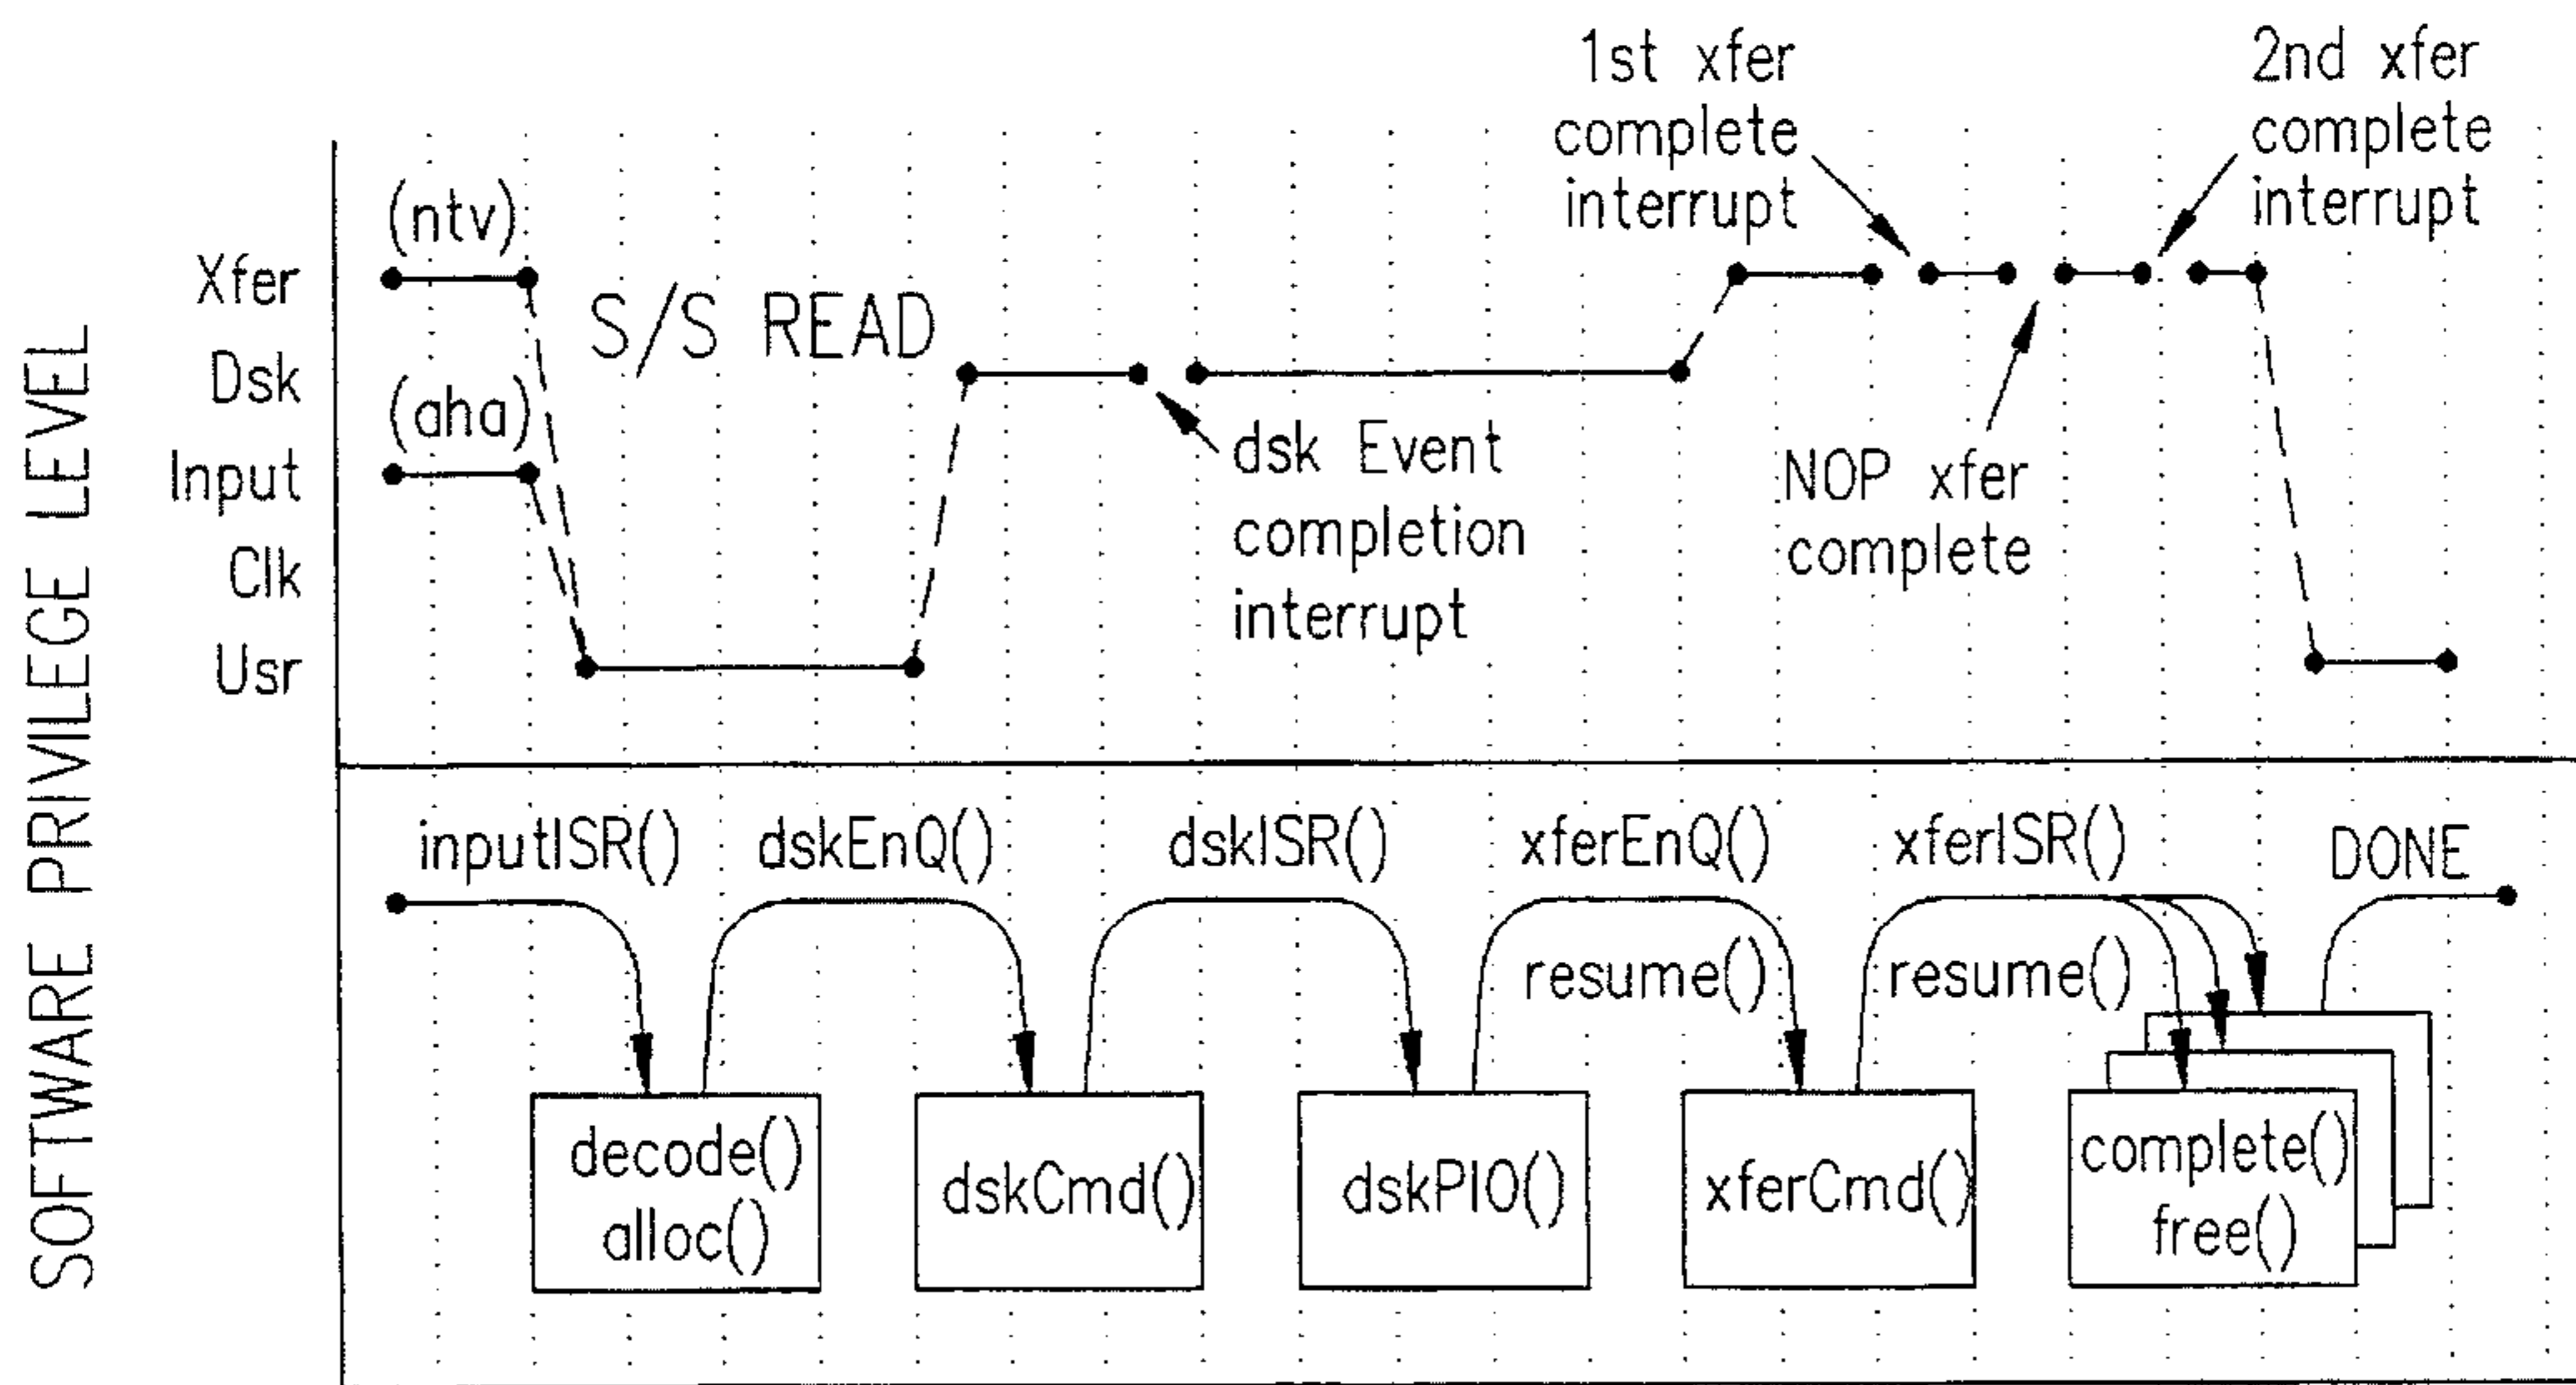 SOFTWARE PRIVILEGE LEVEL
1st xfer
complete
interrupt
2nd xfer
complete
interrupt
(ntv)
Xfer
S/S READ
Dsk
(aha)
Input
dsk Event
completion
interrupt
NOP xfer
complete
Clk
Usr
inputISR()
dskEnQ()
dskISR()
xferEnQ()
xferISR()
DONE
resume()
resume()
decode()
alloc()
dskCmd()
dskPIO()
xferCmd()
complete()
free()